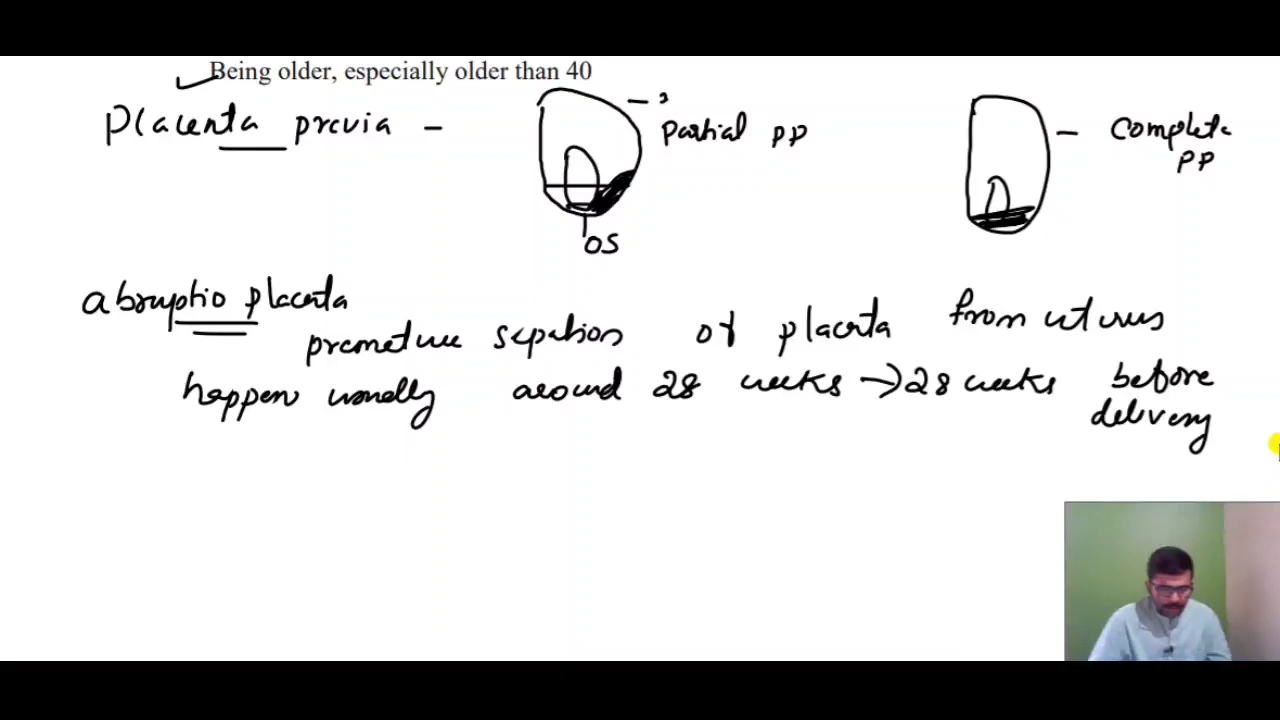 Being older, especially older than 40
Placenta previa -
Partial pp
Complete
pp
OS
abruptio placenta
premature sepation of placenta from uterus
happen usually around 28 weeks → 28 weeks before
delivery